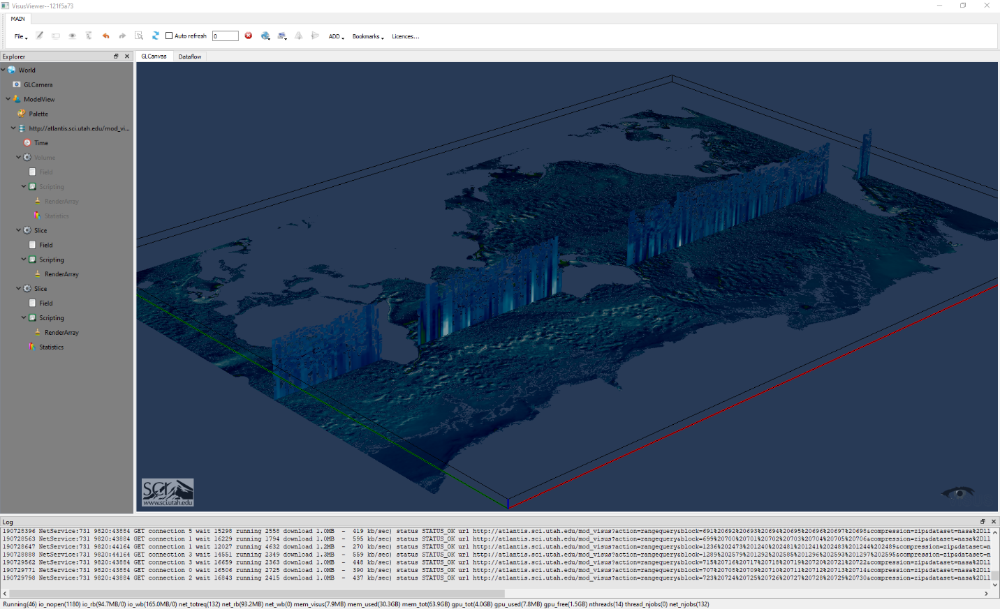 VisusViewer--121f5a73
MAIN
File
Auto refresh
0
ADD
Bookmarks
Licences...
Explorer
GLCanvas
Dataflow
World
GLCamera
ModelView
Palette
http://atlantis.sci.utah.edu/mod_vi...
Time
Volume
Field
Scripting
RenderArray
Statistics
Slice
Field
Scripting
RenderArray
Slice
Field
Scripting
RenderArray
Statistics
SCI
www.sci.utah.edu
Log
190728396 NetService:731 9820:43884 GET connection 5 wait 15298 running 2558 download 1.0MB - 419 kb/sec) status STATUS_OK url http://atlantis.sci.utah.edu/mod_visus?action=rangequery&block=691%20692%20693%20694%20695%20696%20697%20698&compression=zip&dataset=nasa%2D11
190728563 NetService:731 9820:43884 GET connection 1 wait 16229 running 1794 download 1.0MB - 595 kb/sec) status STATUS_OK url http://atlantis.sci.utah.edu/mod_visus?action=rangequery&block=699%20700%20701%20702%20703%20704%20705%20706&compression=zip&dataset=nasa%2D11
190728647 NetService:731 9820:44164 GET connection 1 wait 12027 running 4632 download 1.2MB - 270 kb/sec) status STATUS_OK url http://atlantis.sci.utah.edu/mod_visus?action=rangequery&block=1236%202473%201240%202481%201241%202483%201244%202489&compression=zip&dataset=n
190728888 NetService:731 9820:43884 GET connection 3 wait 14551 running 2349 download 1.3MB - 559 kb/sec) status STATUS_OK url http://atlantis.sci.utah.edu/mod_visus?action=rangequery&block=1289%202579%201292%202585%201296%202593%201297%202595&compression=zip&dataset=n
190729562 NetService:731 9820:43884 GET connection 3 wait 16659 running 2363 download 1.0MB - 448 kb/sec) status STATUS_OK url http://atlantis.sci.utah.edu/mod_visus?action=rangequery&block=715%20716%20717%20718%20719%20720%20721%20722&compression=zip&dataset=nasa%2D11
190729771 NetService:731 9820:43884 GET connection 0 wait 16506 running 2725 download 1.0MB - 390 kb/sec) status STATUS_OK url http://atlantis.sci.utah.edu/mod_visus?action=rangequery&block=707%20708%20709%20710%20711%20712%20713%20714&compression=zip&dataset=nasa%2D11
190729798 NetService:731 9820:43884 GET connection 2 wait 16843 running 2415 download 1.0MB - 437 kb/sec) status STATUS_OK url http://atlantis.sci.utah.edu/mod_visus?action=rangequery&block=723%20724%20725%20726%20727%20728%20729%20730&compression=zip&dataset=nasa%2D11
Running(46) io_nopen(1180) io_rb(94.7MB/0) io_wb(165.0MB/0) net_totreq(132) net_rb(93.2MB) net_wb(0) mem_visus(7.9MB) mem_used(30.3GB) mem_tot(63.9GB) gpu_tot(4.0GB) gpu_used(7.8MB) gpu_free(1.5GB) nthreads(14) thread_njobs(0) net_njobs(132)